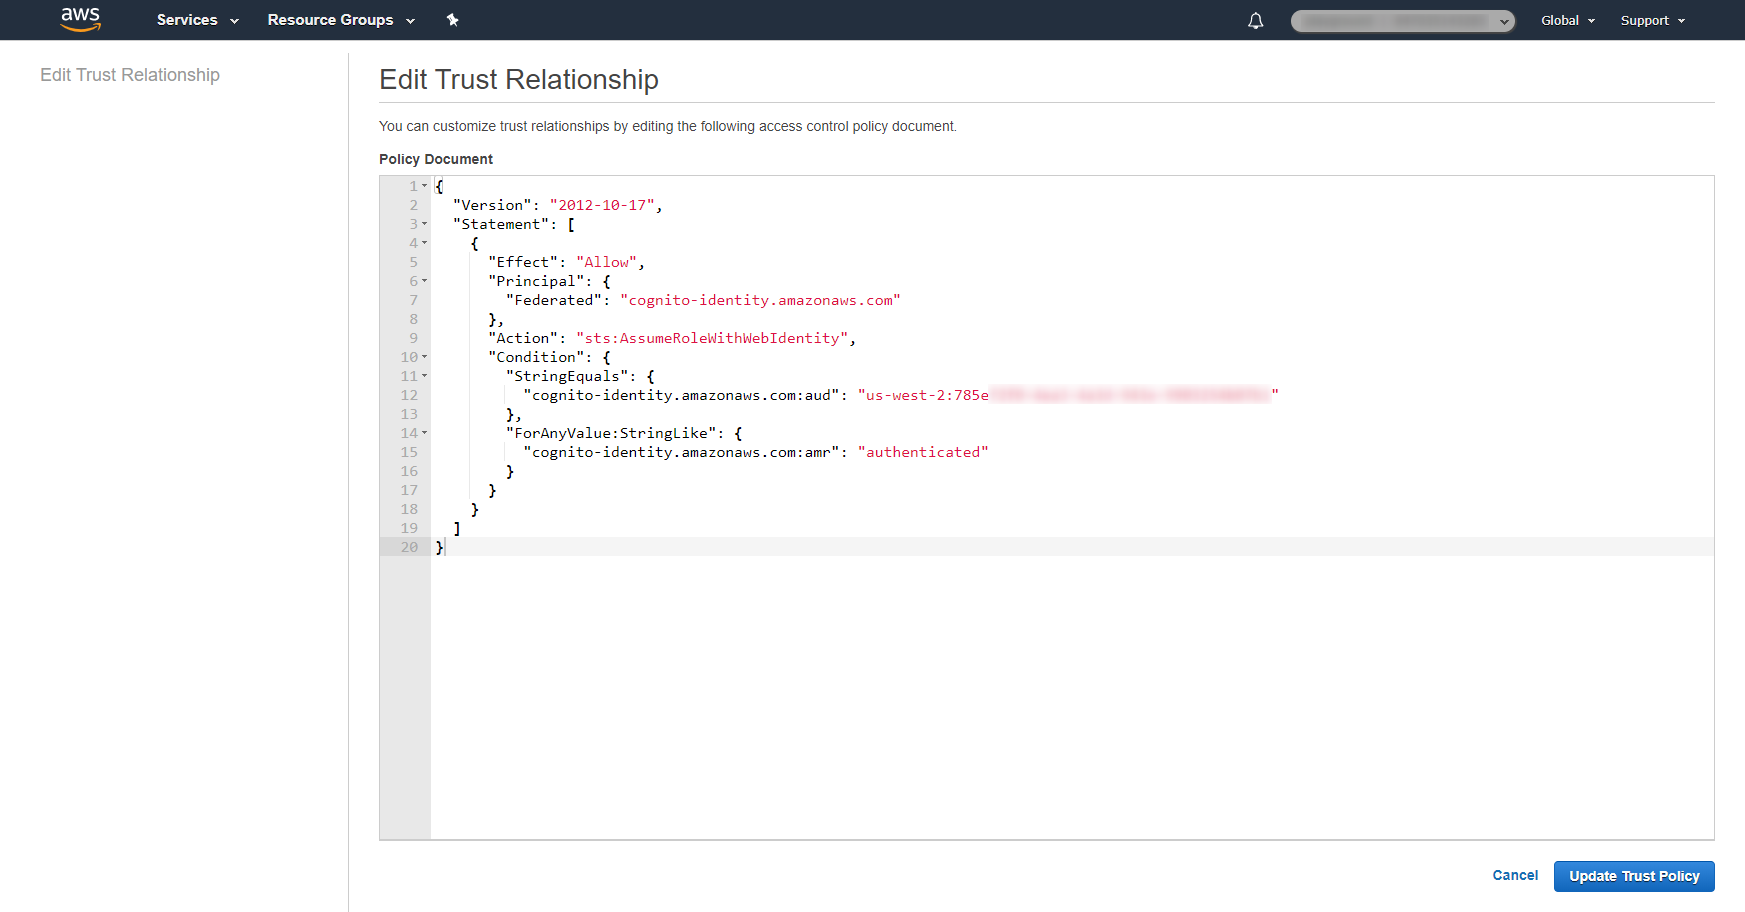 aws Services Resource Groups Global Support
Edit Trust Relationship
Edit Trust Relationship
You can customize trust relationships by editing the following access control policy document.
Policy Document
1 {
2 "Version": "2012-10-17",
3 "Statement": [
4 {
5 "Effect": "Allow",
6 "Principal": {
7 "Federated": "cognito-identity.amazonaws.com"
8 },
9 "Action": "sts:AssumeRoleWithWebIdentity",
10 "Condition": {
11 "StringEquals": {
12 "cognito-identity.amazonaws.com:aud": "us-west-2:785e"
13 },
14 "ForAnyValue:StringLike": {
15 "cognito-identity.amazonaws.com:amr": "authenticated"
16 }
17 }
18 }
19 ]
20 }
Cancel Update Trust Policy